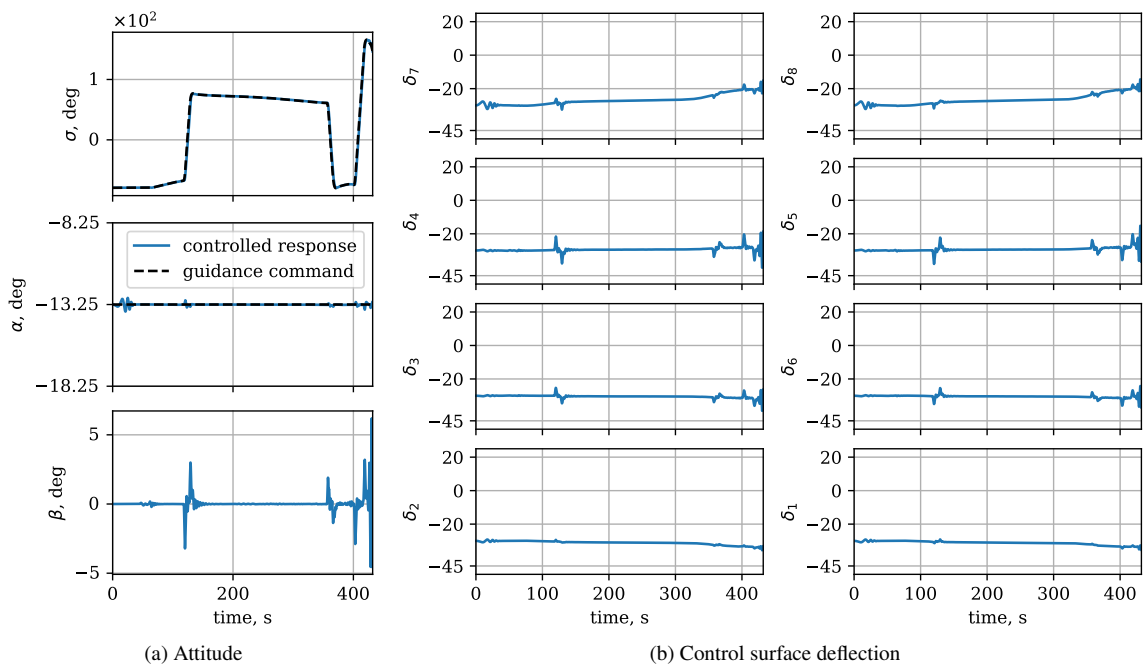 ×10²
1
0
σ, deg
−8.25
−13.25
−18.25
α, deg
controlled response
guidance command
5
0
−5
β, deg
0
200
400
time, s
(a) Attitude
20
0
−20
−45
δ₇
20
0
−20
−45
δ₈
20
0
−20
−45
δ₄
20
0
−20
−45
δ₅
20
0
−20
−45
δ₃
20
0
−20
−45
δ₆
20
0
−20
−45
δ₂
0 100 200 300 400
time, s
20
0
−20
−45
δ₁
0 100 200 300 400
time, s
(b) Control surface deflection